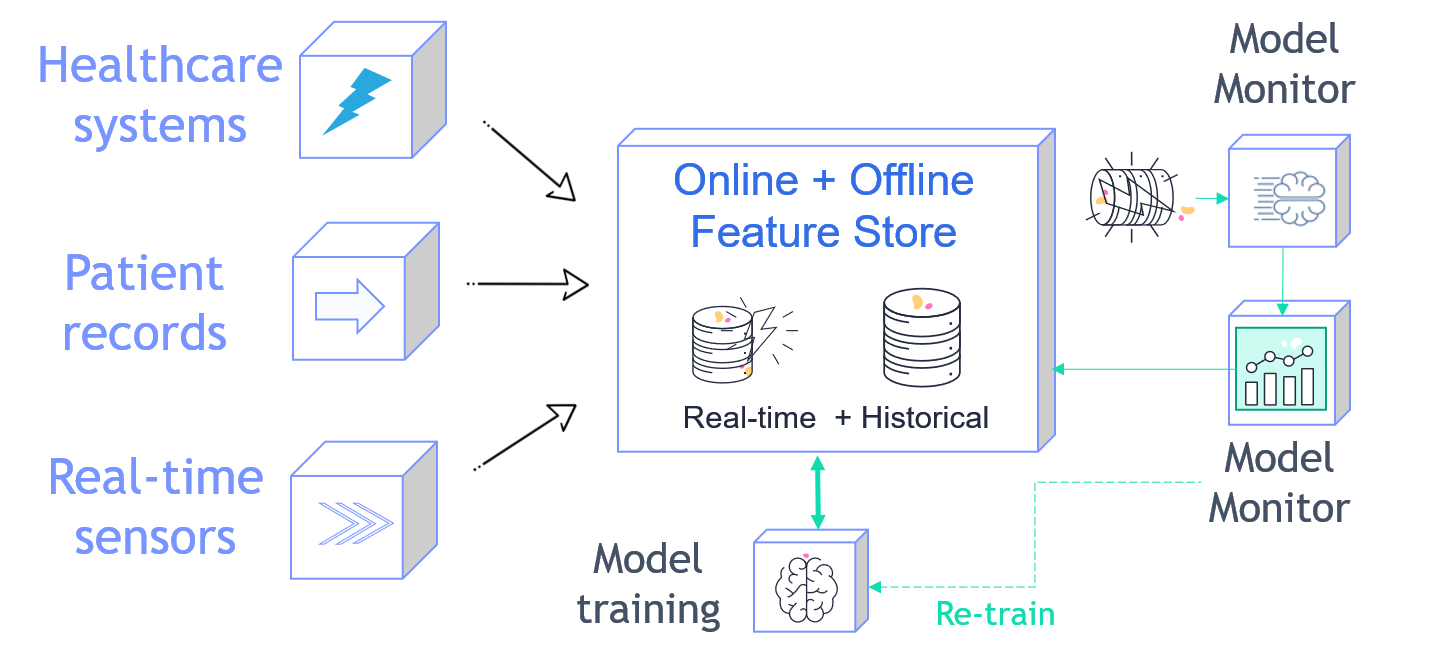 Healthcare
systems
Patient
records
Real-time
sensors
Online + Offline
Feature Store
Real-time + Historical
Model
training
Model
Monitor
Model
Monitor
Re-train